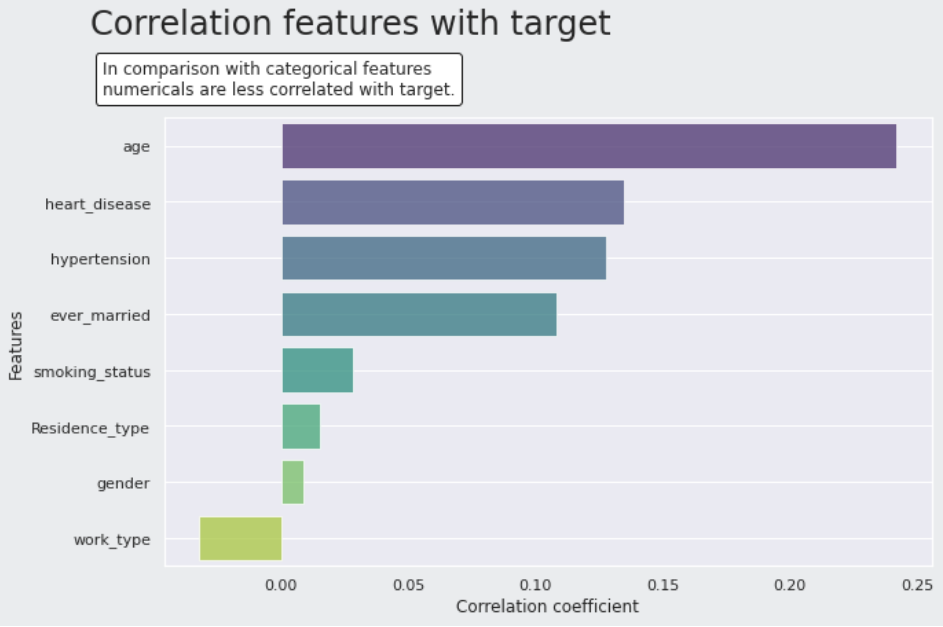 Correlation features with target
In comparison with categorical features
numericals are less correlated with target.
Features
age
heart_disease
hypertension
ever_married
smoking_status
Residence_type
gender
work_type
0.00 0.05 0.10 0.15 0.20 0.25
Correlation coefficient